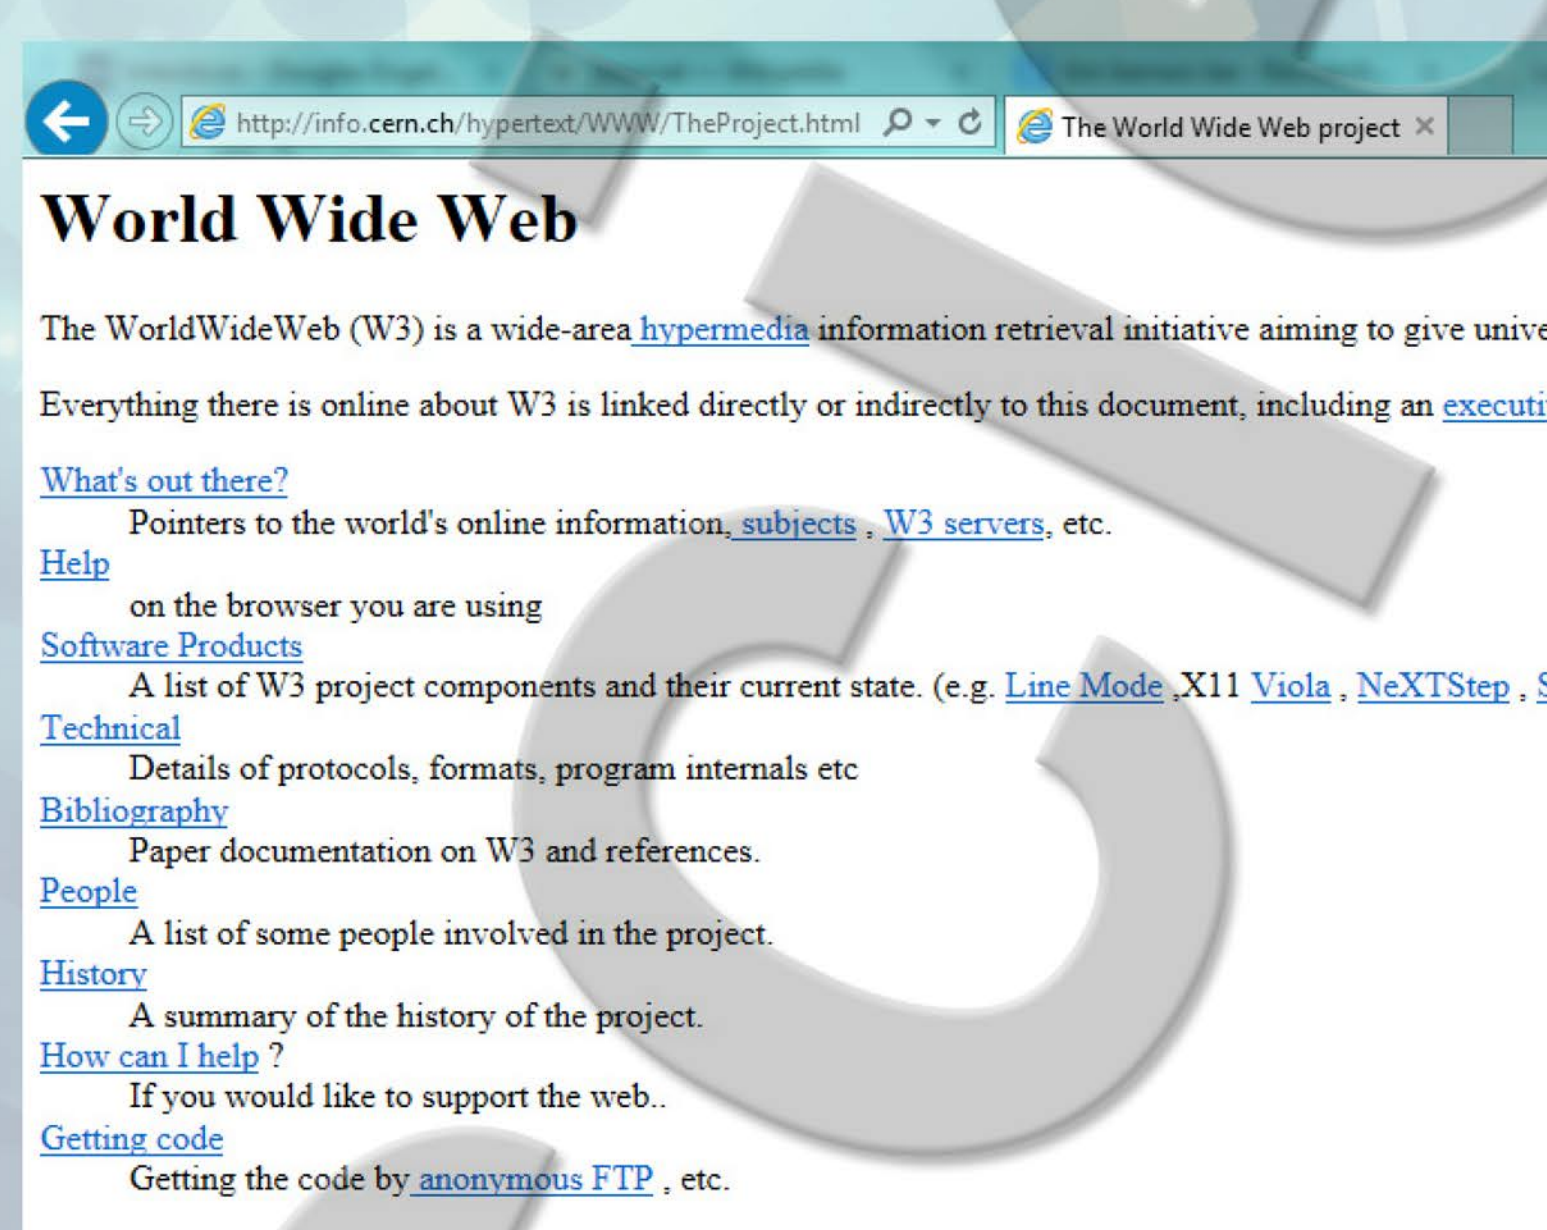 http://info.cern.ch/hypertext/WWW/TheProject.html
The World Wide Web project
World Wide Web
The WorldWideWeb (W3) is a wide-area hypermedia information retrieval initiative aiming to give
Everything there is online about W3 is linked directly or indirectly to this document, including an
What's out there?
Pointers to the world's online information, subjects , W3 servers, etc.
Help
on the browser you are using
Software Products
A list of W3 project components and their current state. (e.g. Line Mode ,X11 Viola , NeXTStep ,
Technical
Details of protocols, formats, program internals etc
Bibliography
Paper documentation on W3 and references.
People
A list of some people involved in the project.
History
A summary of the history of the project.
How can I help ?
If you would like to support the web..
Getting code
Getting the code by anonymous FTP , etc.